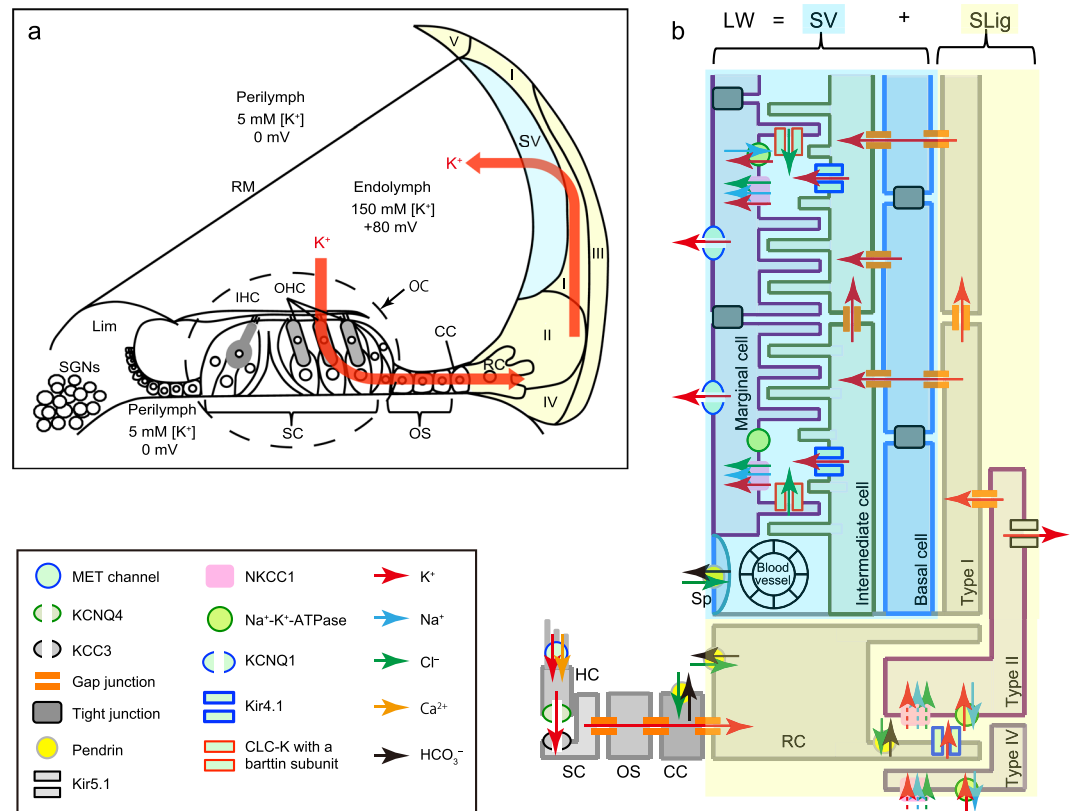 a
Perilymph
5 mM [K⁺]
0 mV
RM
V
I
SV
K⁺
Endolymph
150 mM [K⁺]
+80 mV
K⁺
III
I
OC
IHC
OHC
Lim
CC
II
RC
SGNs
IV
Perilymph
5 mM [K⁺]
0 mV
SC
OS
b
LW = SV + SLig
Marginal cell
Intermediate cell
Basal cell
Type I
Blood
vessel
Sp
Type II
HC
RC
Type IV
SC
OS
CC
MET channel
KCNQ4
KCC3
Gap junction
Tight junction
Pendrin
Kir5.1
NKCC1
Na⁺-K⁺-ATPase
KCNQ1
Kir4.1
CLC-K with a
barttin subunit
K⁺
Na⁺
Cl⁻
Ca²⁺
HCO₃⁻